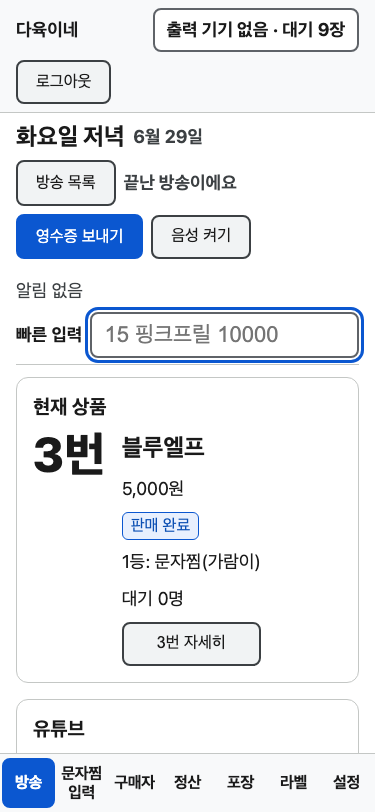 다육이네
출력 기기 없음 · 대기 9장
로그아웃
화요일 저녁 6월 29일
방송 목록 끝난 방송이에요
영수증 보내기 음성 켜기
알림 없음
빠른 입력 15 핑크프릴 10000
현재 상품
3번 블루엘프
5,000원
판매 완료
1등: 문자찜(가람이)
대기 0명
3번 자세히
유튜브
방송 문자찜 입력 구매자 정산 포장 라벨 설정